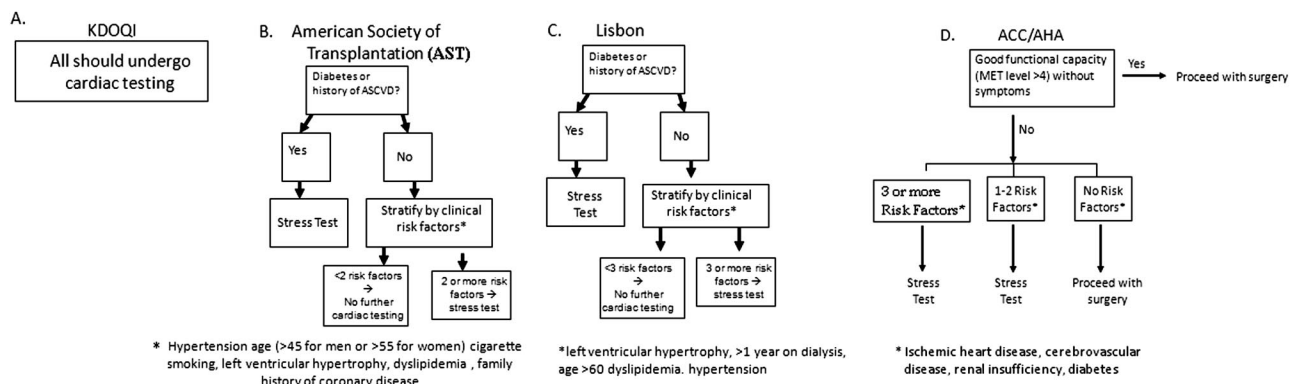 A.
KDOQI
All should undergo
cardiac testing
B. American Society of
Transplantation (AST)
Diabetes or
history of ASCVD?
Yes
No
Stress Test
Stratify by clinical
risk factors*
<2 risk factors
→
No further
cardiac testing
2 or more risk
factors →
stress test
* Hypertension age (>45 for men or >55 for women) cigarette
smoking, left ventricular hypertrophy, dyslipidemia , family
history of coronary disease
C. Lisbon
Diabetes or
history of ASCVD?
Yes
No
Stress
Test
Stratify by clinical
risk factors*
<3 risk factors
→
No further
cardiac testing
3 or more risk
factors →
stress test
*left ventricular hypertrophy, >1 year on dialysis,
age >60 dyslipidemia. hypertension
D. ACC/AHA
Good functional capacity
(MET level >4) without
symptoms
Yes
Proceed with surgery
No
3 or more
Risk Factors*
1-2 Risk
Factors*
No Risk
Factors*
Stress
Test
Stress
Test
Proceed with
surgery
* Ischemic heart disease, cerebrovascular
disease, renal insufficiency, diabetes